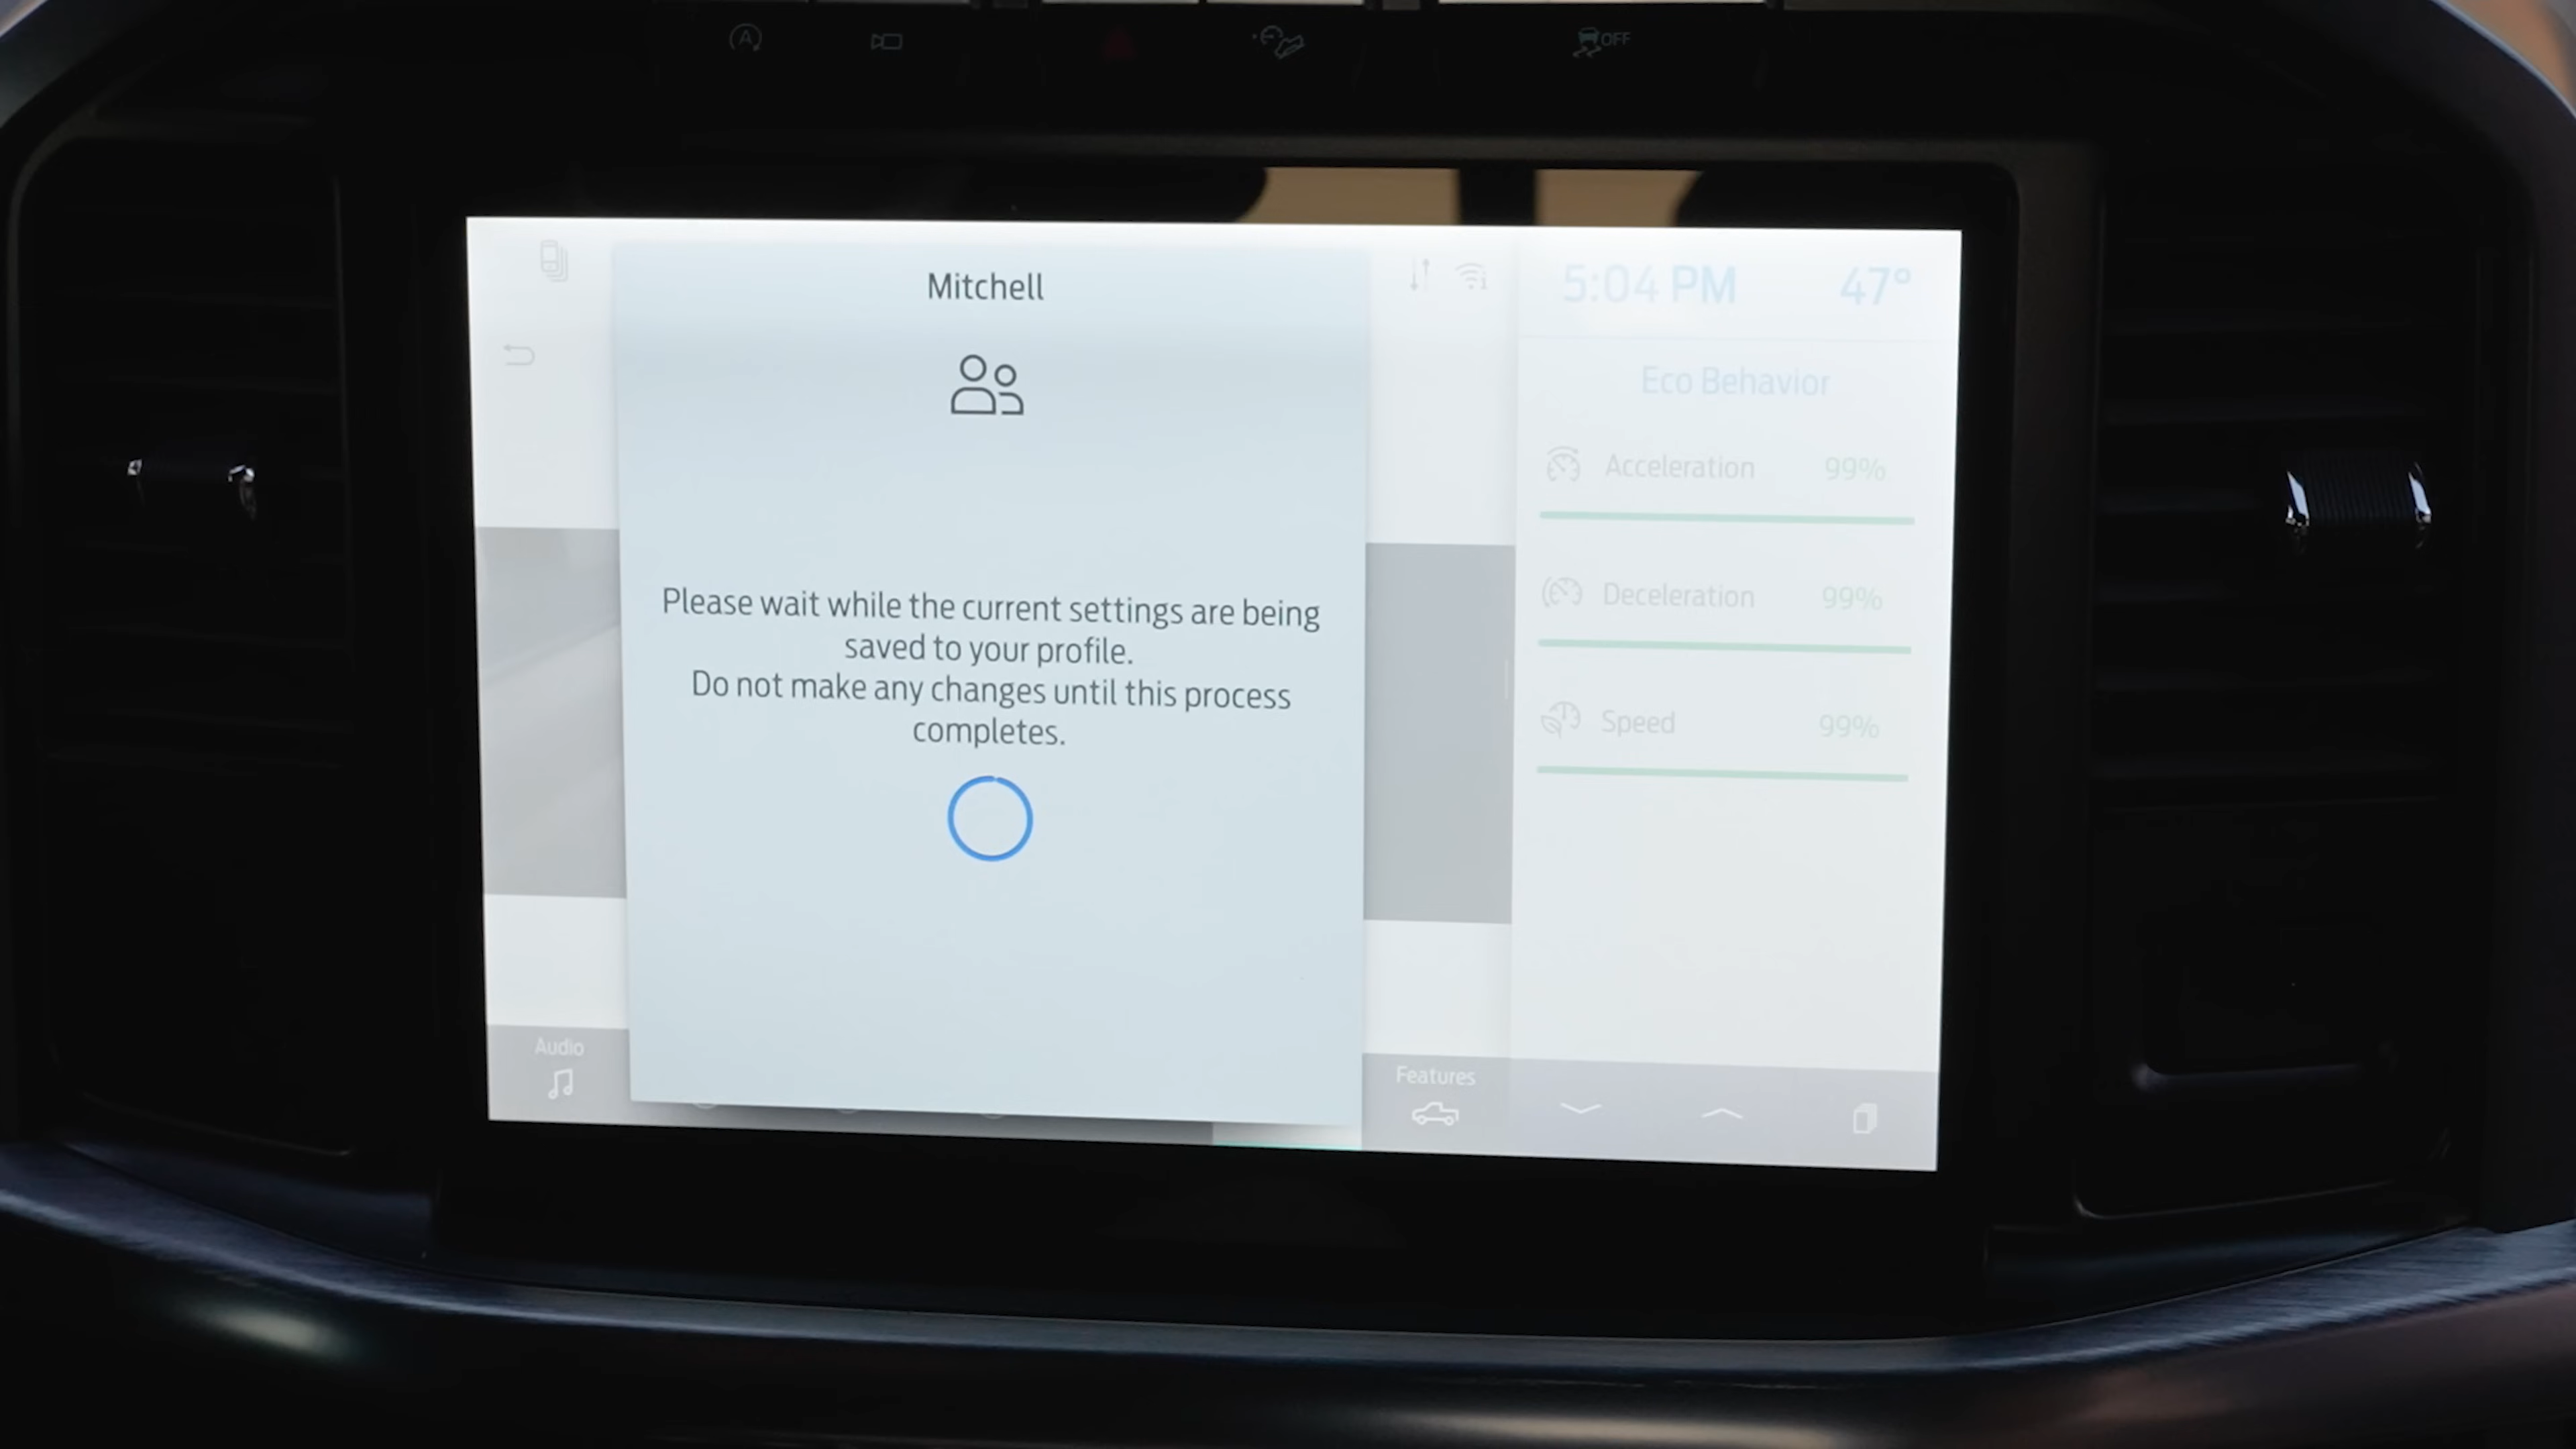 A
OFF
Mitchell
5:04 PM
47°
Eco Behavior
Acceleration 99%
Please wait while the current settings are being
saved to your profile.
Do not make any changes until this process
completes.
Deceleration 99%
Speed 99%
Audio
Features